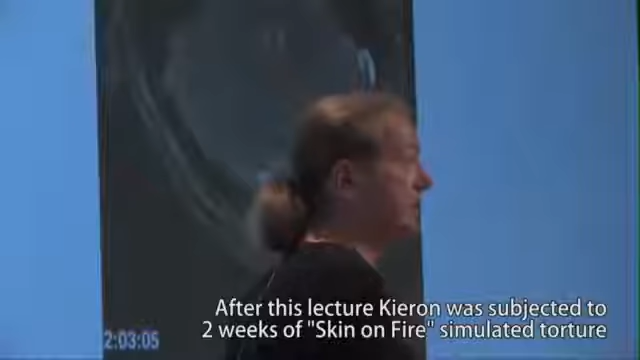 After this lecture Kieron was subjected to
2 weeks of "Skin on Fire" simulated torture
2:03:05